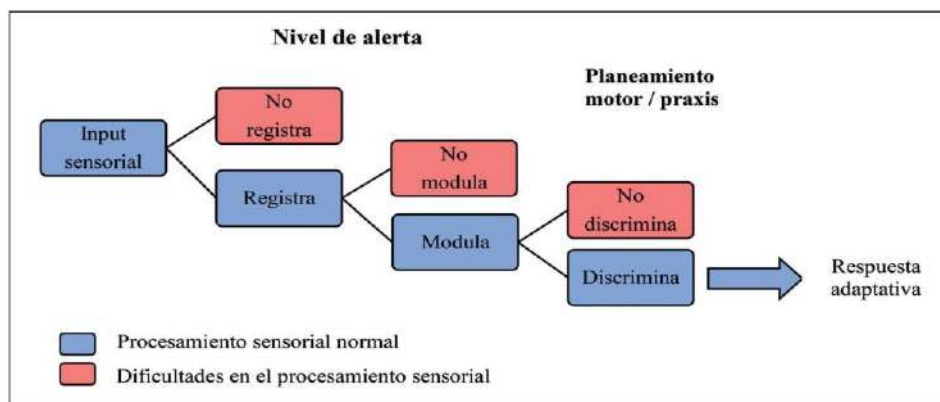 Nivel de alerta
Planeamiento
motor / praxis
No
registra
Input
sensorial
No
modula
Registra
No
discrimina
Modula
Discrimina
Respuesta
adaptativa
Procesamiento sensorial normal
Dificultades en el procesamiento sensorial